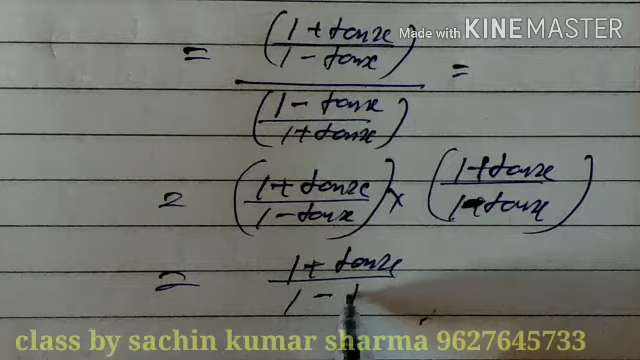 Made with KINEMASTER
= ((1 + tanx)/(1 - tanx)) / ((1 - tanx)/(1 + tanx)) =
= ((1 + tanx)/(1 - tanx)) × ((1 + tanx)/(1 - tanx))
= (1 + tanx)/(1 -
class by sachin kumar sharma 9627645733